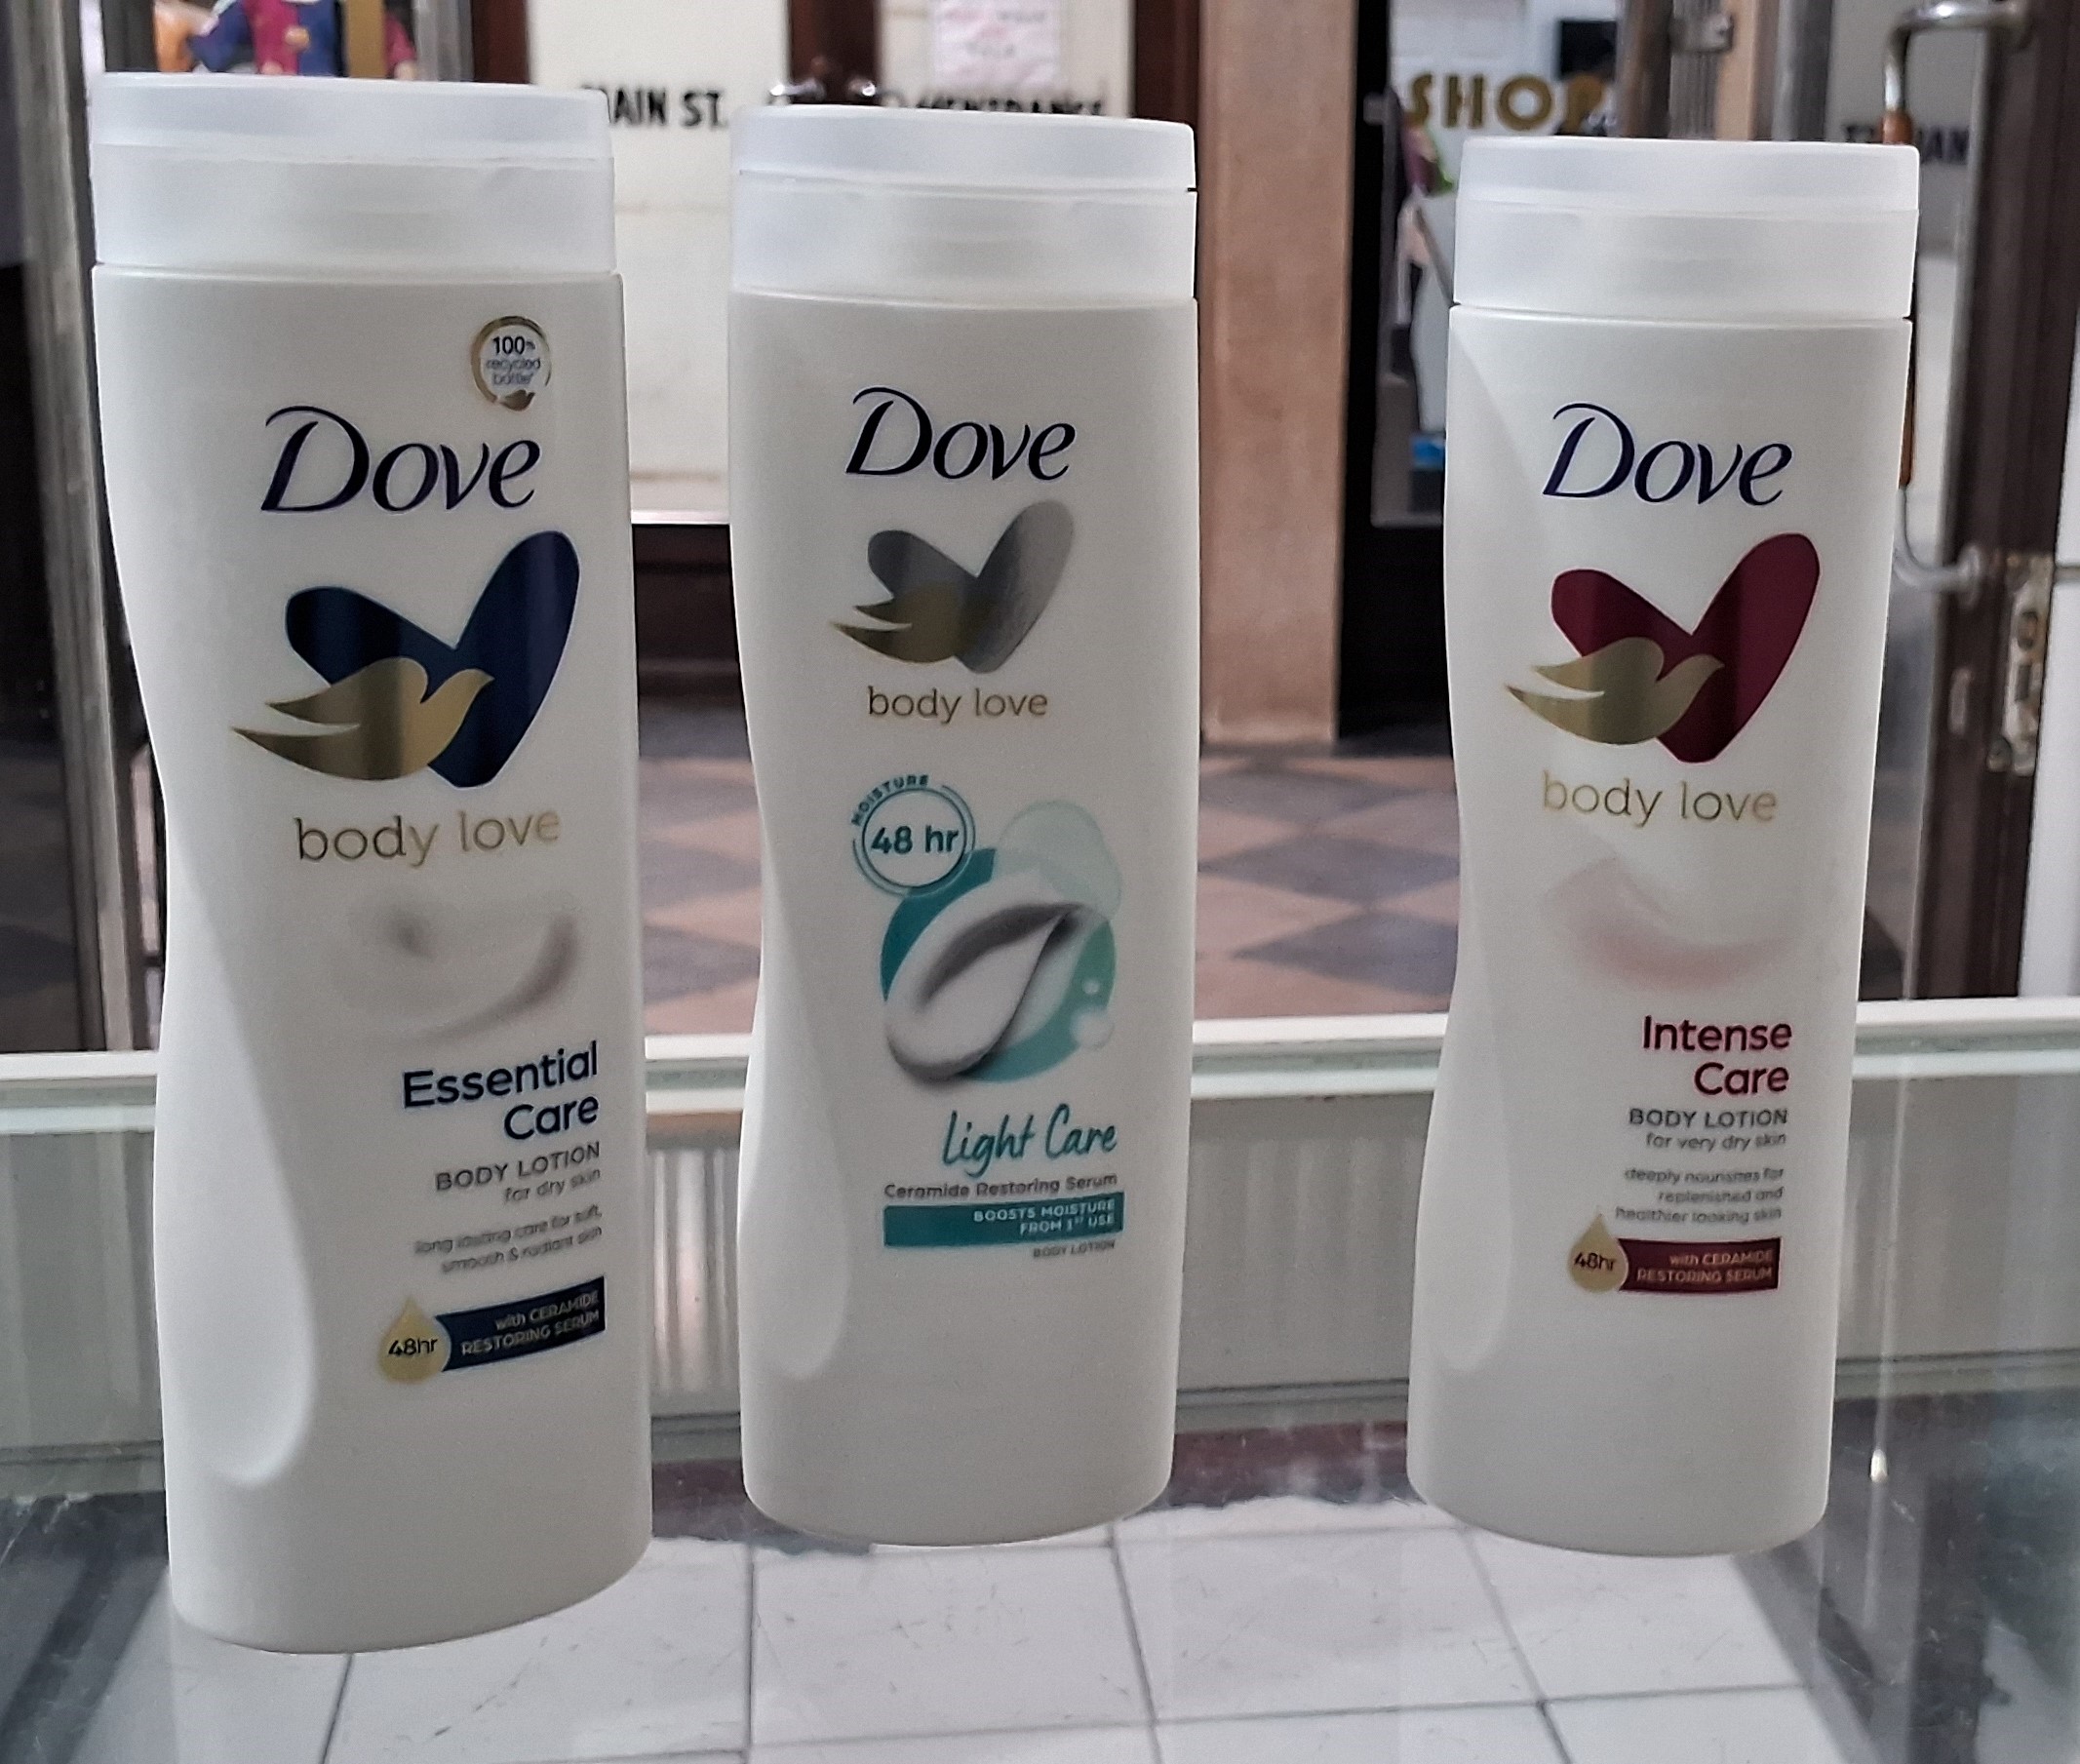 MAIN ST.
SHOP
100%
recycled
bottle*
Dove
body love
Essential
Care
BODY LOTION
for dry skin
long lasting care for soft,
smooth & radiant skin
48hr
with CERAMIDE
RESTORING SERUM
Dove
body love
MOISTURE
48 hr
Light Care
Ceramide Restoring Serum
BOOSTS MOISTURE
FROM 1ST USE
BODY LOTION
Dove
body love
Intense
Care
BODY LOTION
for very dry skin
deeply nourishes for
replenished and
healthier looking skin
48hr
with CERAMIDE
RESTORING SERUM